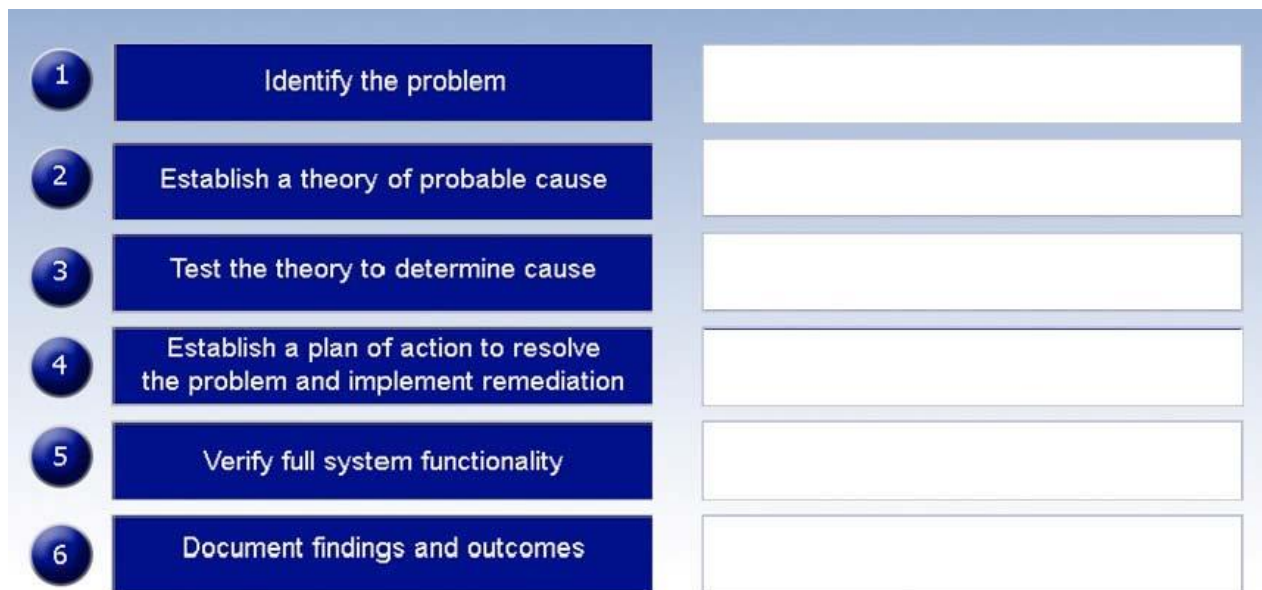 1
Identify the problem
2
Establish a theory of probable cause
3
Test the theory to determine cause
4
Establish a plan of action to resolve
the problem and implement remediation
5
Verify full system functionality
6
Document findings and outcomes